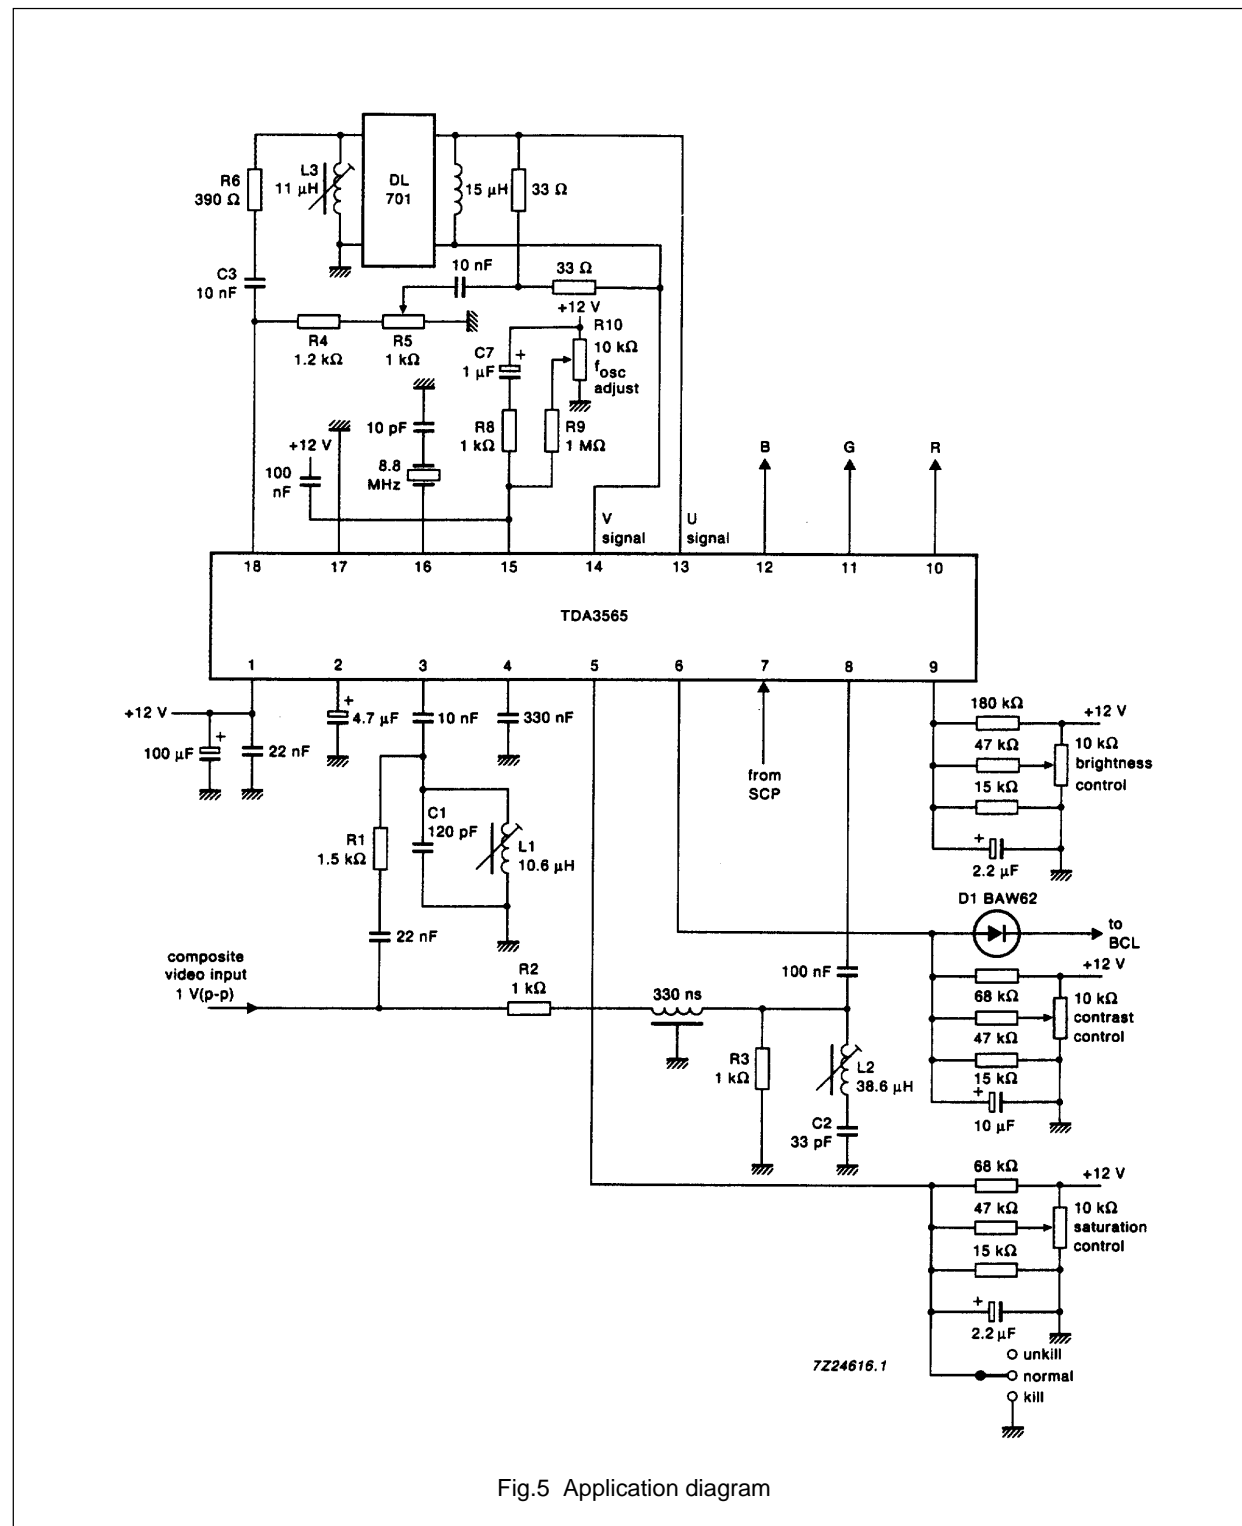 R6
390 Ω
L3
11 μH
DL
701
15 μH
33 Ω
C3
10 nF
10 nF
33 Ω
+12 V
R4
1.2 kΩ
R5
1 kΩ
C7
1 μF
+
R10
10 kΩ
fosc
adjust
10 pF
R8
1 kΩ
R9
1 MΩ
+12 V
100
nF
8.8
MHz
B
G
R
V
signal
U
signal
18
17
16
15
14
13
12
11
10
TDA3565
1
2
3
4
5
6
7
8
9
+12 V
100 μF
+
22 nF
4.7 μF
+
10 nF
330 nF
from
SCP
180 kΩ
+12 V
47 kΩ
10 kΩ
brightness
control
15 kΩ
+
2.2 μF
R1
1.5 kΩ
C1
120 pF
L1
10.6 μH
22 nF
D1 BAW62
to
BCL
composite
video input
1 V(p-p)
R2
1 kΩ
330 ns
100 nF
+12 V
68 kΩ
10 kΩ
contrast
control
47 kΩ
15 kΩ
+
10 μF
R3
1 kΩ
L2
38.6 μH
C2
33 pF
68 kΩ
+12 V
47 kΩ
10 kΩ
saturation
control
15 kΩ
+
2.2 μF
unkill
normal
kill
7Z24616.1
Fig.5 Application diagram